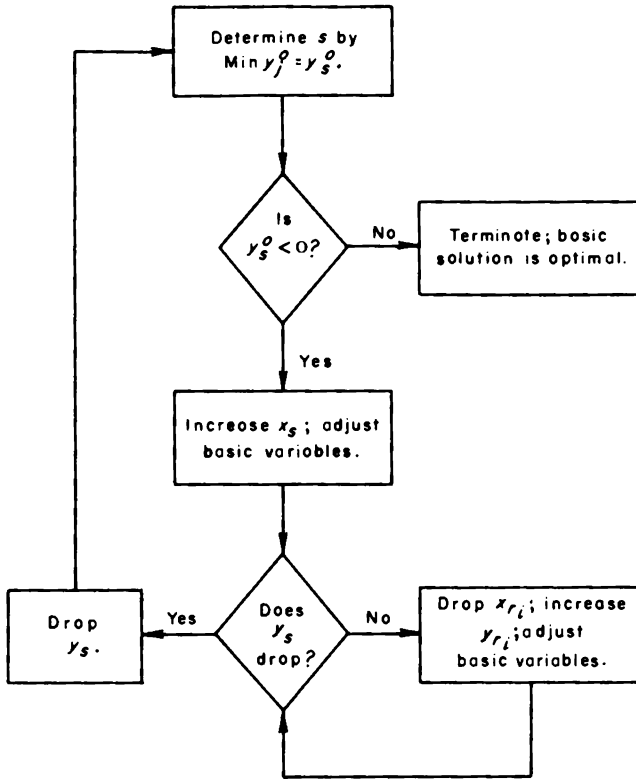 Determine s by
Min y_j^o = y_s^o.
Is
y_s^o < 0?
No
Terminote; bosic
solution is optimal.
Yes
Increase x_s ; adjust
basic variables.
Does
y_s
drop?
Yes
Drop
y_s.
No
Drop x_{r_i}; increase
y_{r_i};adjust
basic variables.